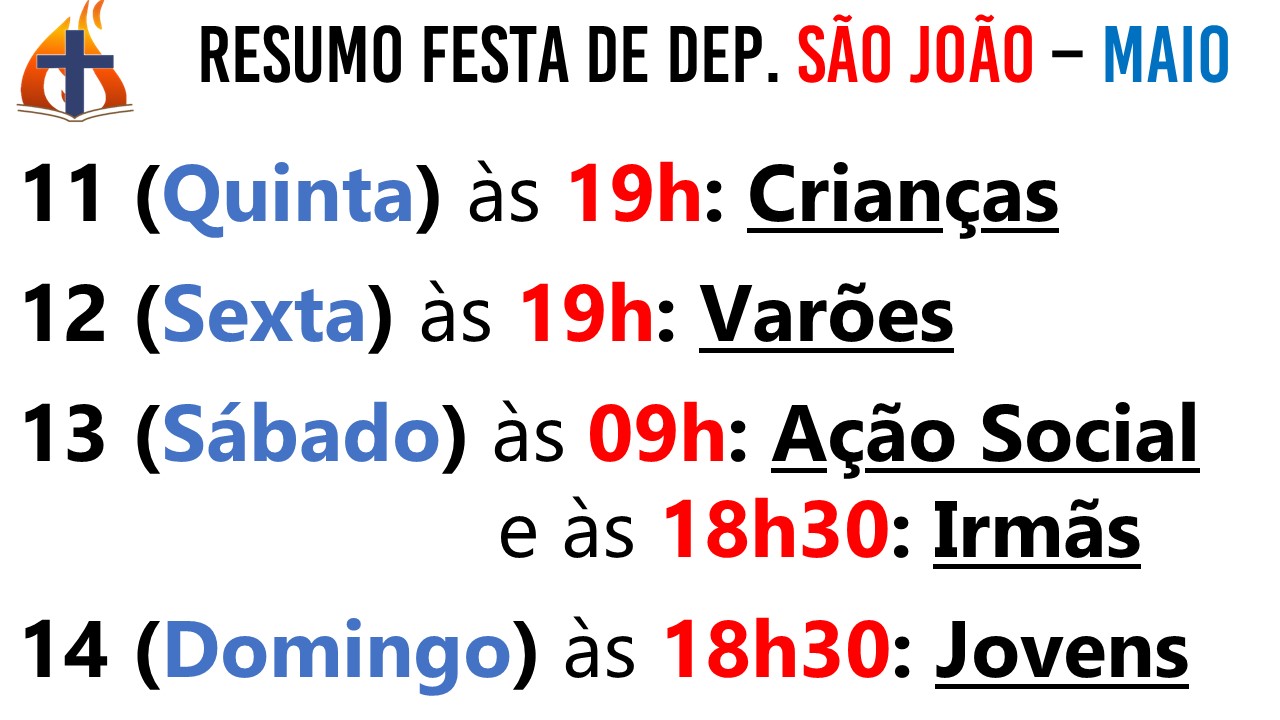 RESUMO FESTA DE DEP. SÃO JOÃO – MAIO
11 (Quinta) às 19h: Crianças
12 (Sexta) às 19h: Varões
13 (Sábado) às 09h: Ação Social
e às 18h30: Irmãs
14 (Domingo) às 18h30: Jovens